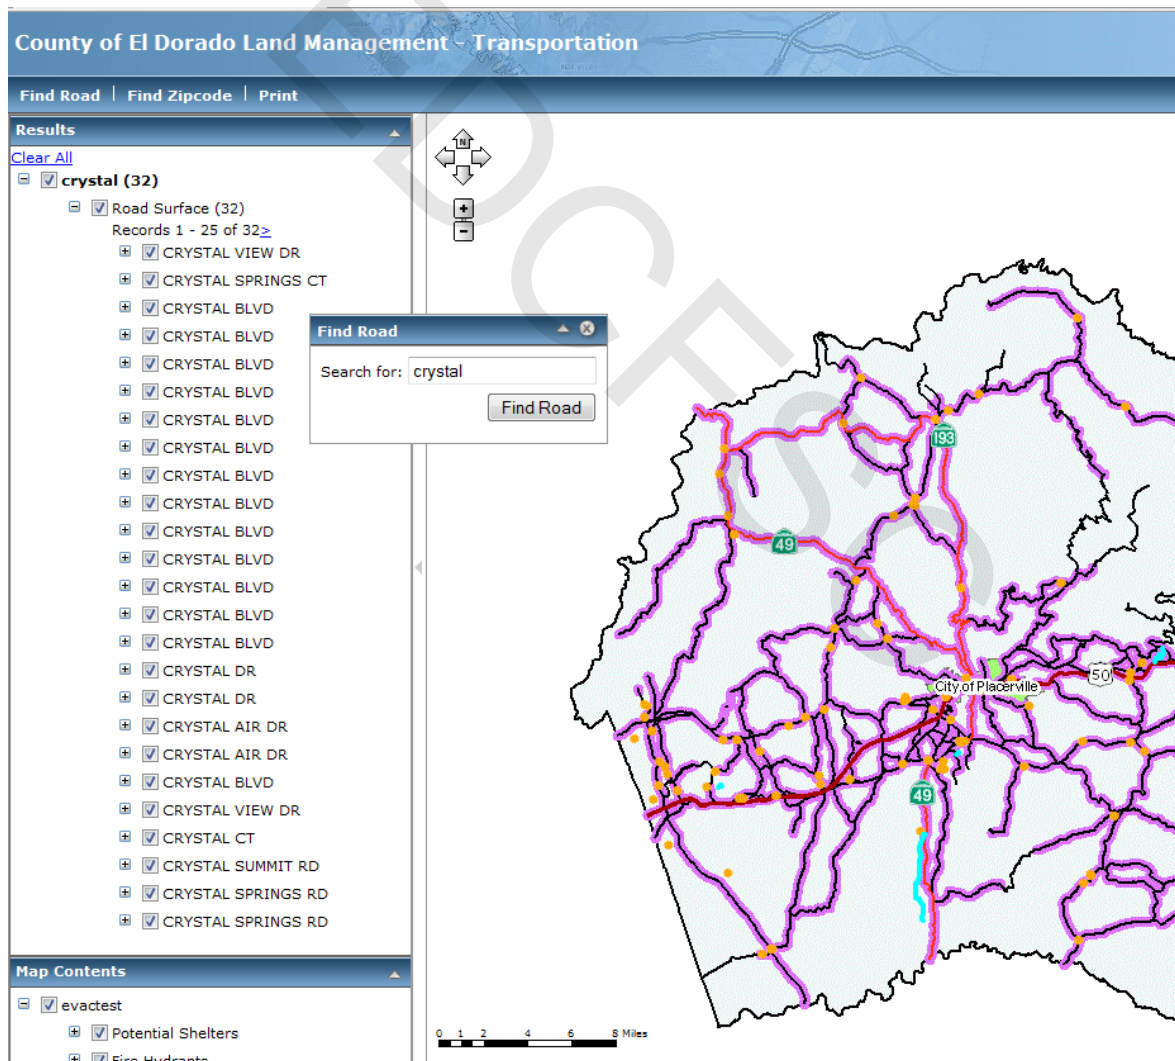 County of El Dorado Land Management - Transportation
Find Road | Find Zipcode | Print
Results
Clear All
crystal (32)
Road Surface (32)
Records 1 - 25 of 32>
CRYSTAL VIEW DR
CRYSTAL SPRINGS CT
CRYSTAL BLVD
CRYSTAL BLVD
CRYSTAL BLVD
CRYSTAL BLVD
CRYSTAL BLVD
CRYSTAL BLVD
CRYSTAL BLVD
CRYSTAL BLVD
CRYSTAL BLVD
CRYSTAL BLVD
CRYSTAL BLVD
CRYSTAL BLVD
CRYSTAL BLVD
CRYSTAL DR
CRYSTAL DR
CRYSTAL AIR DR
CRYSTAL AIR DR
CRYSTAL BLVD
CRYSTAL VIEW DR
CRYSTAL CT
CRYSTAL SUMMIT RD
CRYSTAL SPRINGS RD
CRYSTAL SPRINGS RD
Map Contents
evactest
Potential Shelters
Fire Hydrants
Find Road
Search for: crystal
Find Road
N
193
49
50
City of Placerville
49
0 1 2 4 6 8 Miles
EDCFSC